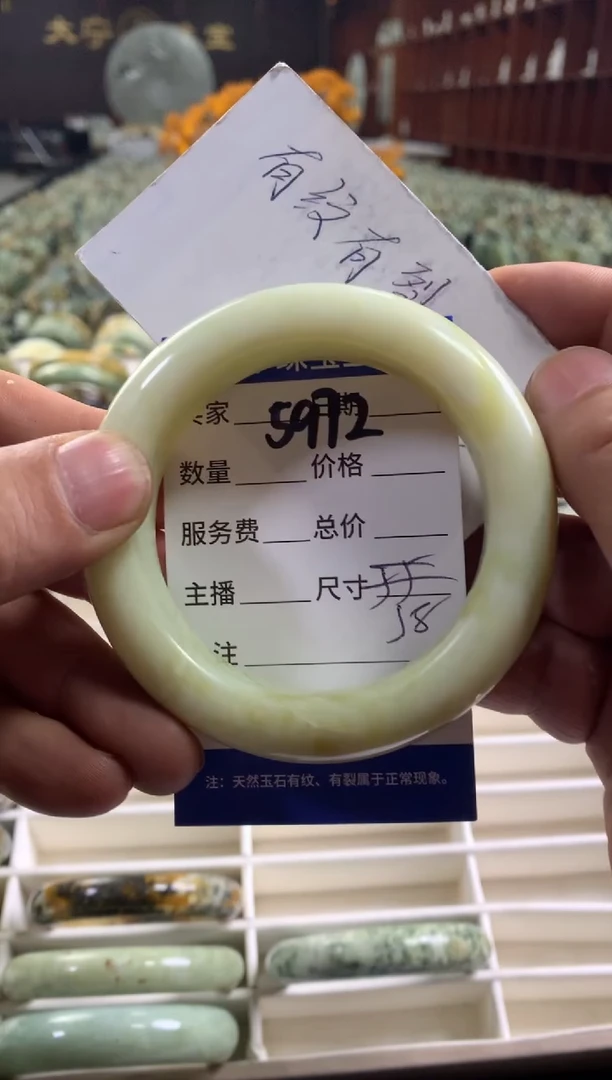 有纹有裂
5972
数量 价格
服务费 总价
主播 尺寸
58
注
注：天然玉石有纹、有裂属于正常现象。